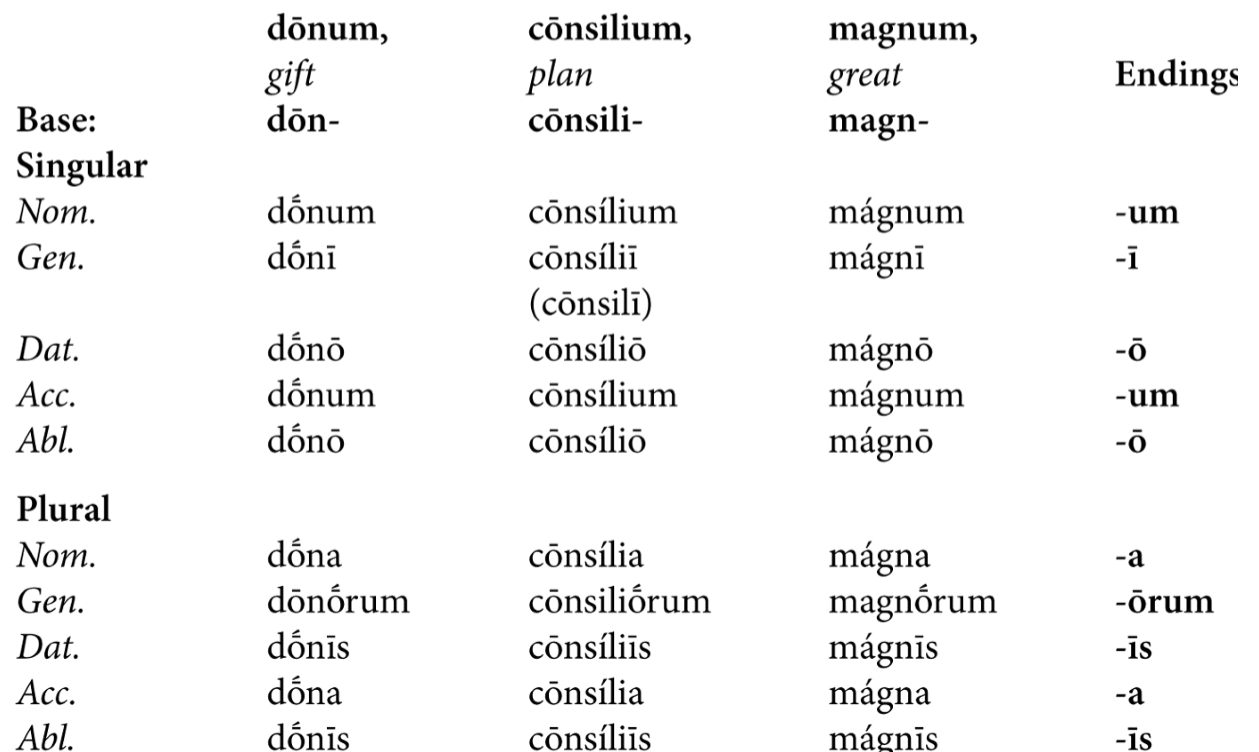 dōnum, cōnsilium, magnum,
gift plan great Endings
Base: dōn- cōnsili- magn-
Singular
Nom. dṓnum cōnsílium mágnum -um
Gen. dṓnī cōnsíliī mágnī -ī
(cōnsilī)
Dat. dṓnō cōnsíliō mágnō -ō
Acc. dṓnum cōnsílium mágnum -um
Abl. dṓnō cōnsíliō mágnō -ō
Plural
Nom. dṓna cōnsília mágna -a
Gen. dōnṓrum cōnsiliṓrum magnṓrum -ōrum
Dat. dṓnīs cōnsíliīs mágnīs -īs
Acc. dṓna cōnsília mágna -a
Abl. dṓnīs cōnsíliīs mágnīs -īs